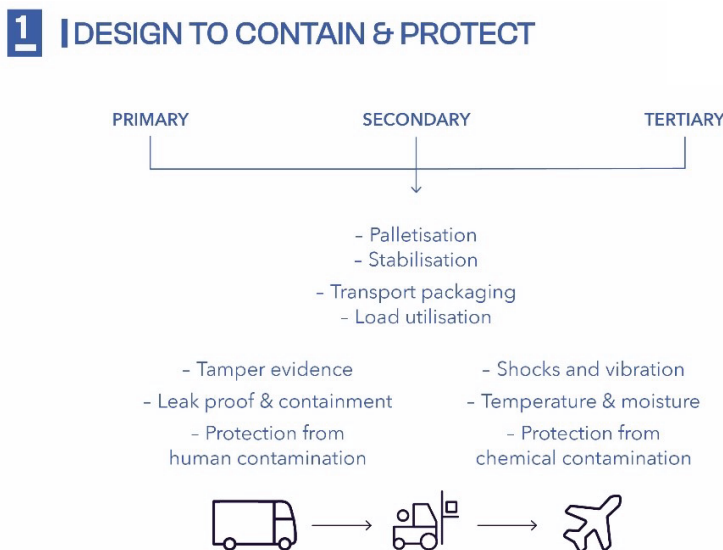 1 | DESIGN TO CONTAIN & PROTECT
PRIMARY SECONDARY TERTIARY
– Palletisation
– Stabilisation
– Transport packaging
– Load utilisation
– Tamper evidence
– Leak proof & containment
– Protection from
human contamination
– Shocks and vibration
– Temperature & moisture
– Protection from
chemical contamination